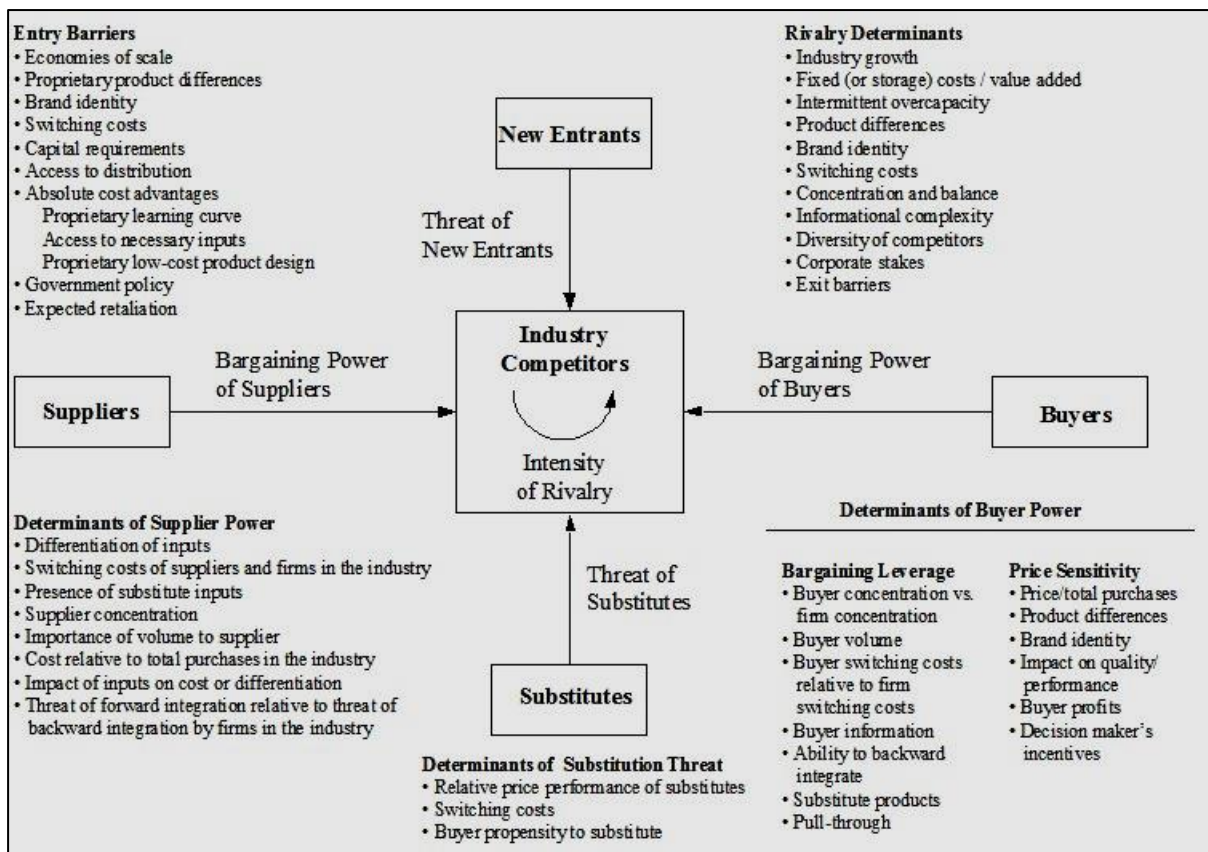 Entry Barriers
• Economies of scale
• Proprietary product differences
• Brand identity
• Switching costs
• Capital requirements
• Access to distribution
• Absolute cost advantages
Proprietary learning curve
Access to necessary inputs
Proprietary low-cost product design
• Government policy
• Expected retaliation
New Entrants
Threat of
New Entrants
Rivalry Determinants
• Industry growth
• Fixed (or storage) costs / value added
• Intermittent overcapacity
• Product differences
• Brand identity
• Switching costs
• Concentration and balance
• Informational complexity
• Diversity of competitors
• Corporate stakes
• Exit barriers
Suppliers
Bargaining Power
of Suppliers
Industry
Competitors
Intensity
of Rivalry
Bargaining Power
of Buyers
Buyers
Determinants of Supplier Power
• Differentiation of inputs
• Switching costs of suppliers and firms in the industry
• Presence of substitute inputs
• Supplier concentration
• Importance of volume to supplier
• Cost relative to total purchases in the industry
• Impact of inputs on cost or differentiation
• Threat of forward integration relative to threat of
backward integration by firms in the industry
Threat of
Substitutes
Substitutes
Determinants of Substitution Threat
• Relative price performance of substitutes
• Switching costs
• Buyer propensity to substitute
Determinants of Buyer Power
Bargaining Leverage
• Buyer concentration vs.
firm concentration
• Buyer volume
• Buyer switching costs
relative to firm
switching costs
• Buyer information
• Ability to backward
integrate
• Substitute products
• Pull-through
Price Sensitivity
• Price/total purchases
• Product differences
• Brand identity
• Impact on quality/
performance
• Buyer profits
• Decision maker's
incentives